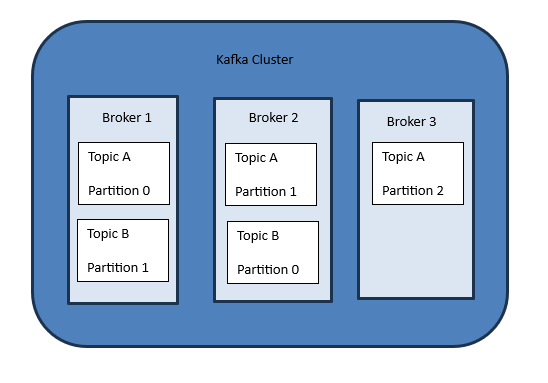 Kafka Cluster
Broker 1
Topic A
Partition 0
Topic B
Partition 1
Broker 2
Topic A
Partition 1
Topic B
Partition 0
Broker 3
Topic A
Partition 2